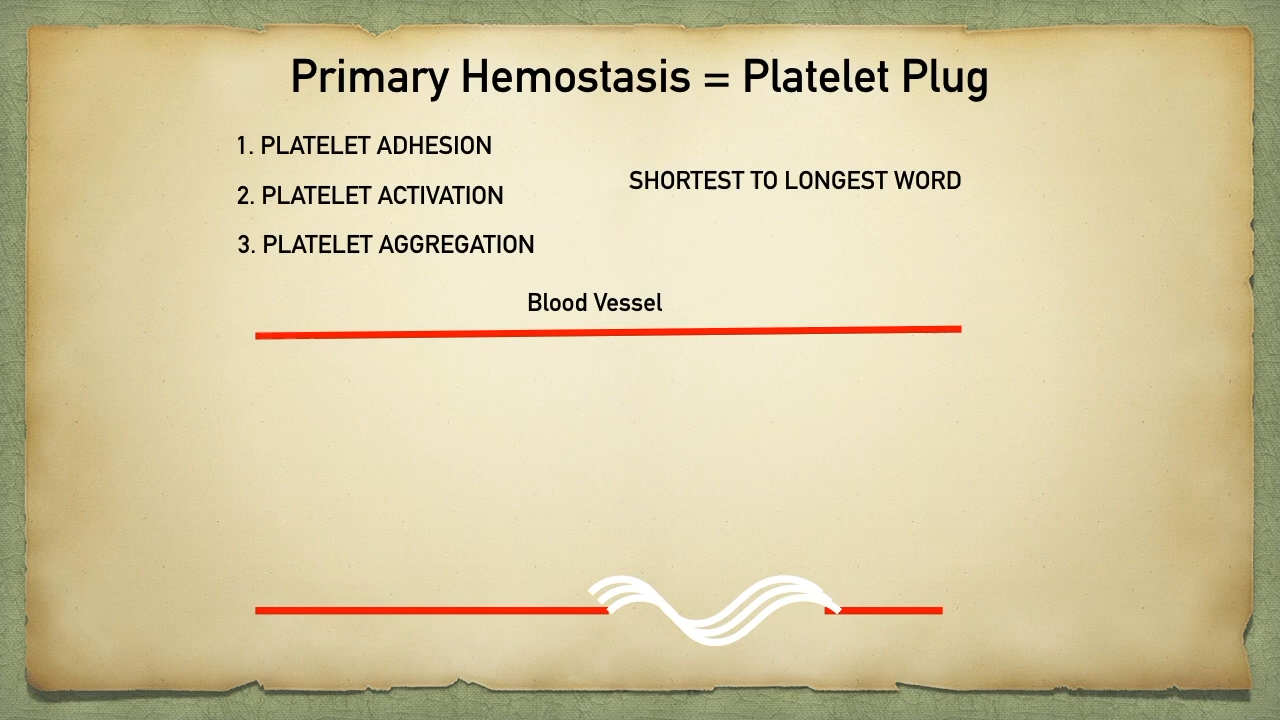 Primary Hemostasis = Platelet Plug
1. PLATELET ADHESION
2. PLATELET ACTIVATION
3. PLATELET AGGREGATION
SHORTEST TO LONGEST WORD
Blood Vessel